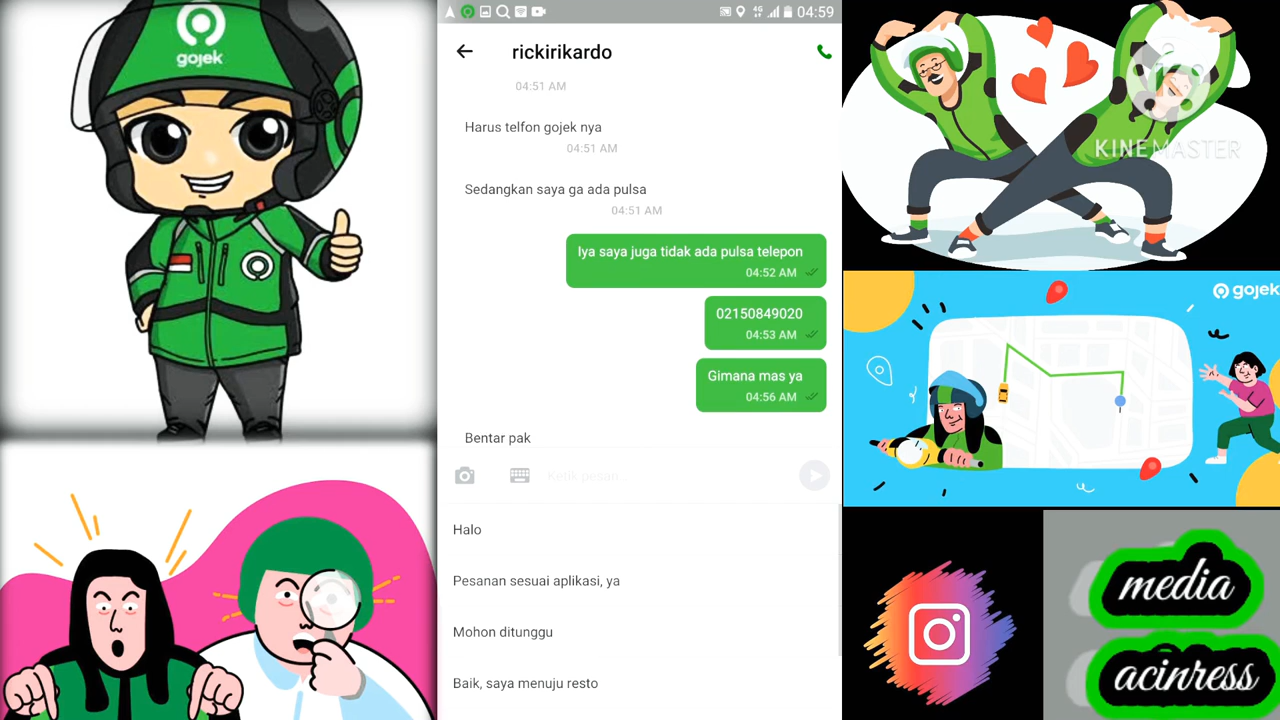 gojek
4G
04:59
rickirikardo
04:51 AM
Harus telfon gojek nya
04:51 AM
Sedangkan saya ga ada pulsa
04:51 AM
Iya saya juga tidak ada pulsa telepon
04:52 AM
02150849020
04:53 AM
Gimana mas ya
04:56 AM
Bentar pak
Ketik pesan...
Halo
Pesanan sesuai aplikasi, ya
Mohon ditunggu
Baik, saya menuju resto
KINEMASTER
gojek
media
acinress